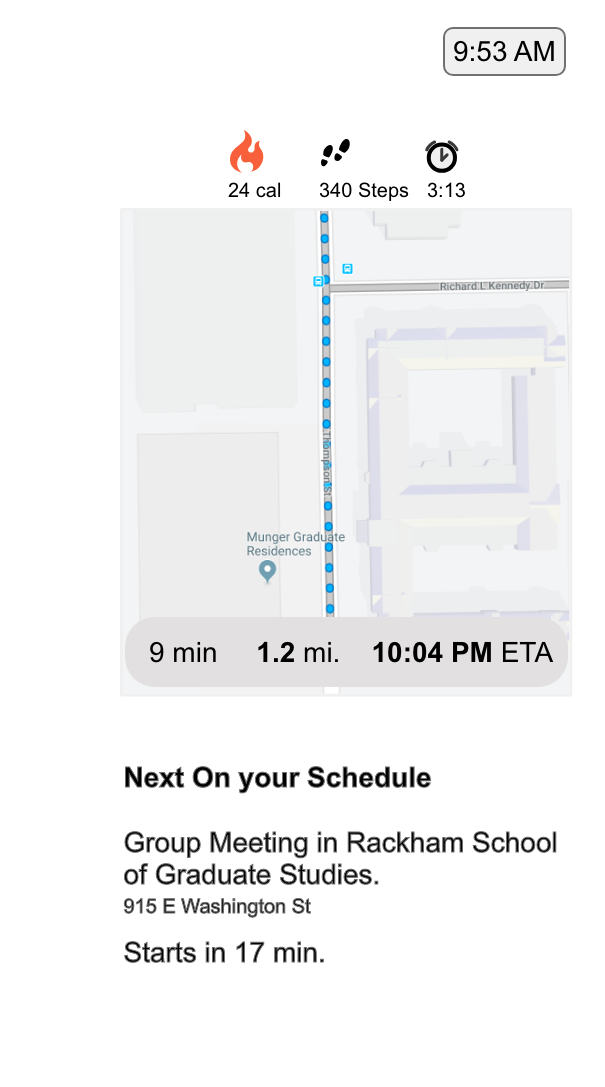 9:53 AM
24 cal
340 Steps
3:13
Richard L Kennedy Dr
Thompson St
Munger Graduate
Residences
9 min 1.2 mi. 10:04 PM ETA
Next On your Schedule
Group Meeting in Rackham School
of Graduate Studies.
915 E Washington St
Starts in 17 min.